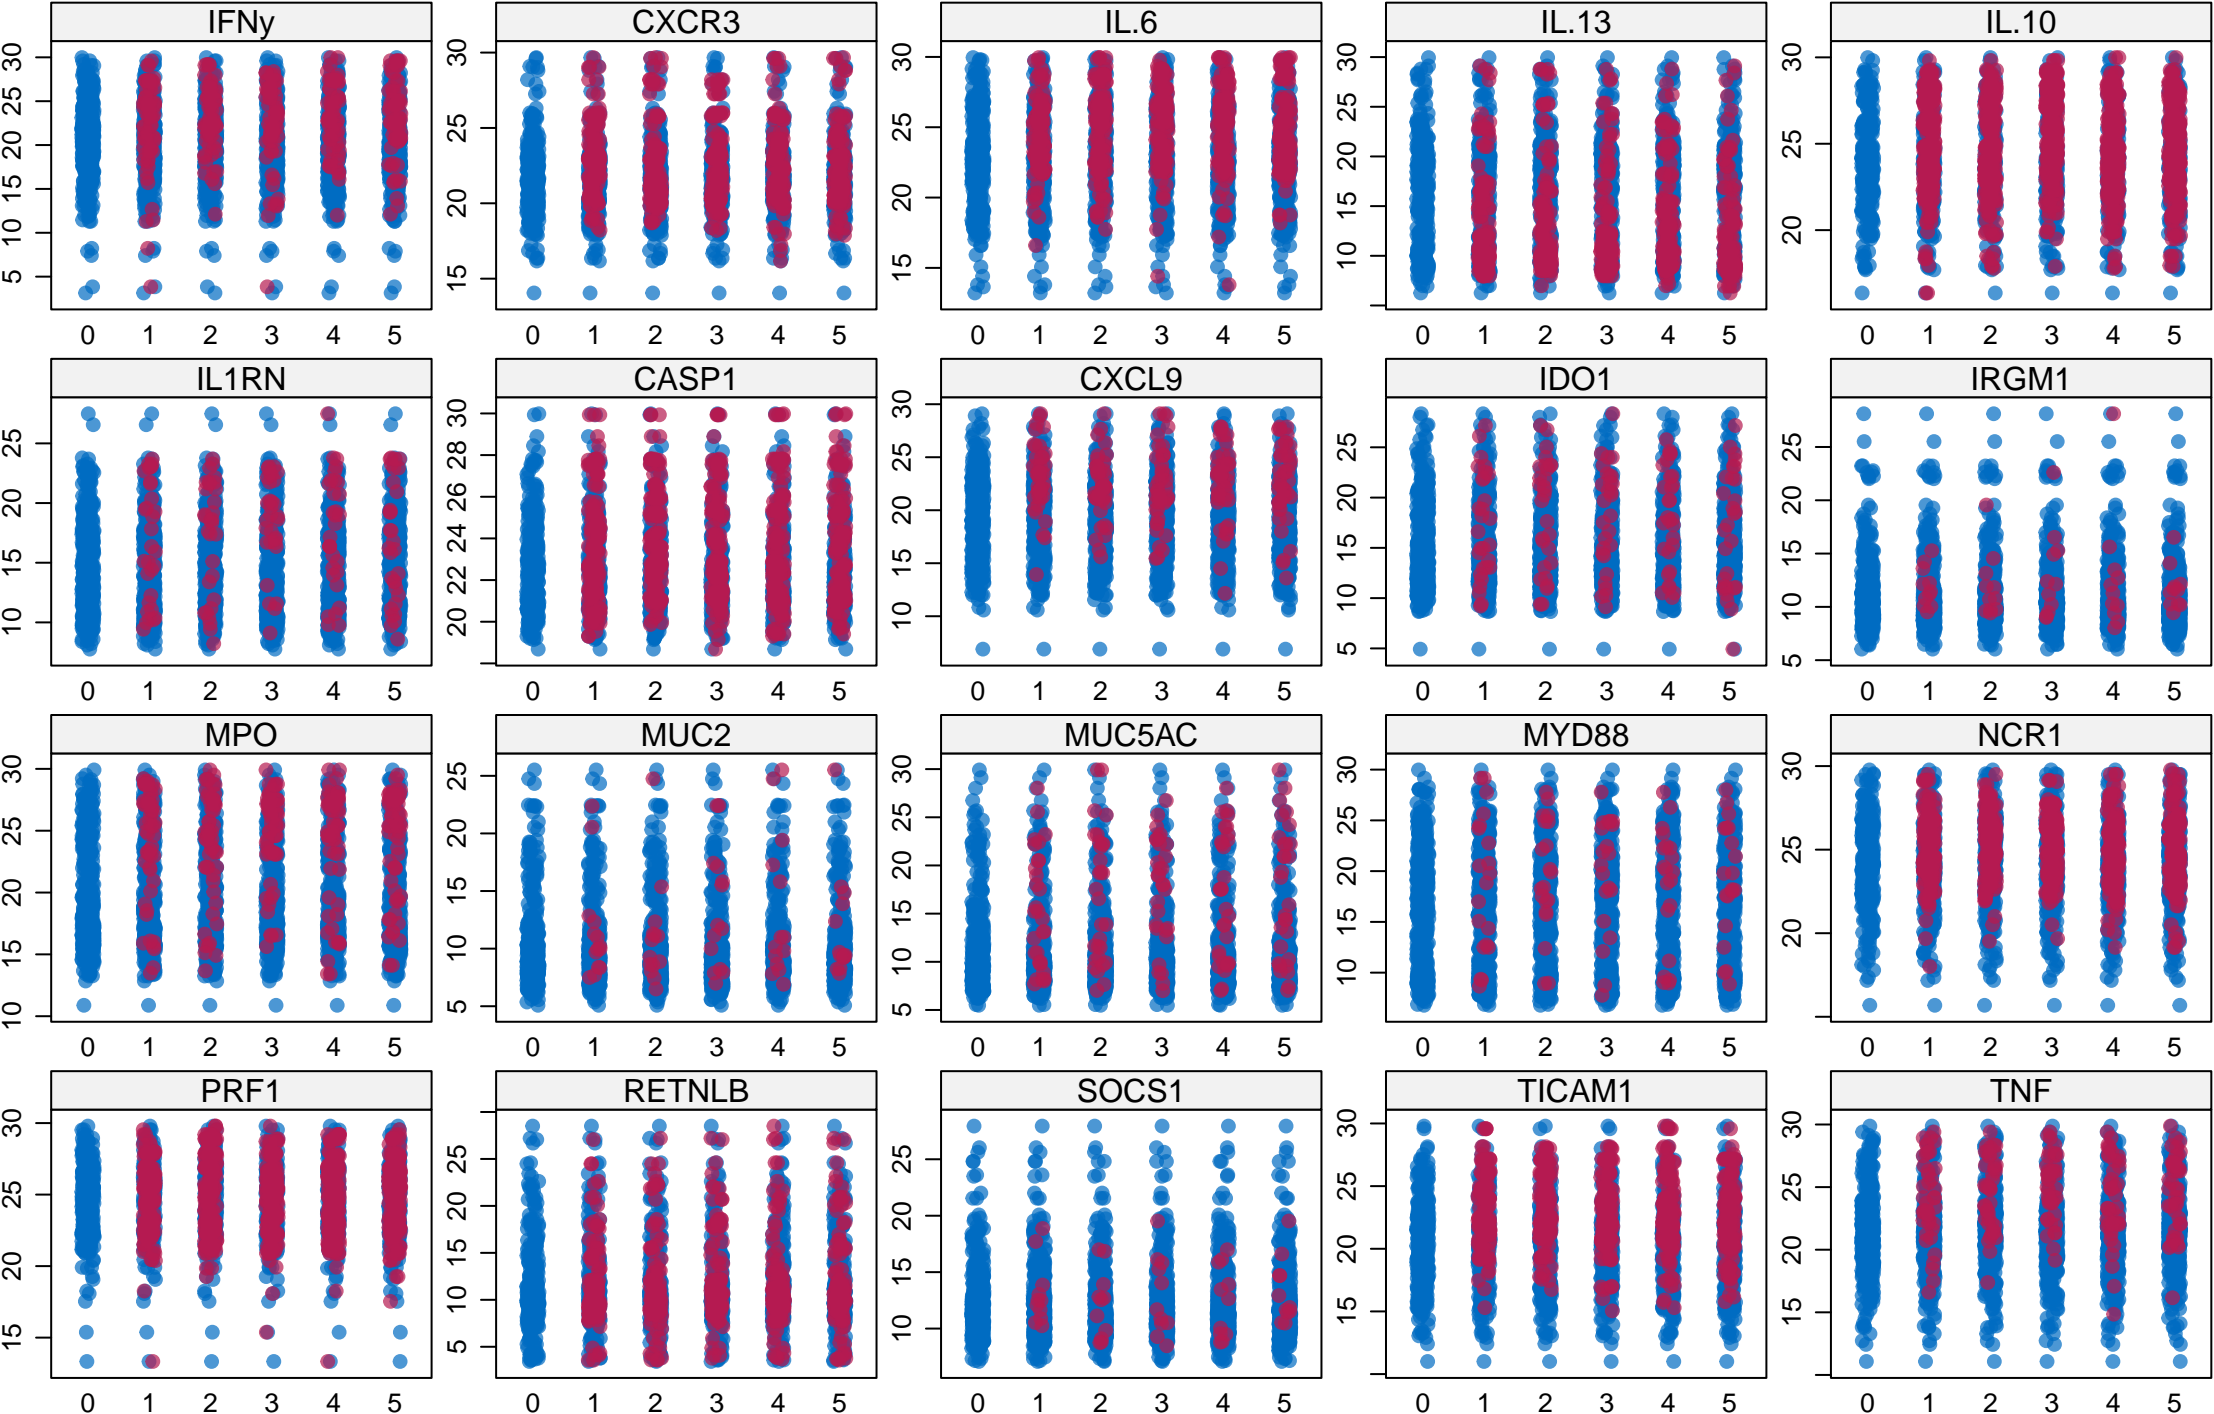 IFNy CXCR3 IL.6 IL.13 IL.10
30 25 20 15 10 5
30 25 20 15
30 25 20 15
30 25 20 15 10
30 25 20
0 1 2 3 4 5 0 1 2 3 4 5 0 1 2 3 4 5 0 1 2 3 4 5 0 1 2 3 4 5
IL1RN CASP1 CXCL9 IDO1 IRGM1
25 20 15 10
30 28 26 24 22 20
30 25 20 15 10
25 20 15 10 5
25 20 15 10 5
0 1 2 3 4 5 0 1 2 3 4 5 0 1 2 3 4 5 0 1 2 3 4 5 0 1 2 3 4 5
MPO MUC2 MUC5AC MYD88 NCR1
30 25 20 15 10
25 20 15 10 5
30 25 20 15 10 5
30 25 20 15 10
30 25 20
0 1 2 3 4 5 0 1 2 3 4 5 0 1 2 3 4 5 0 1 2 3 4 5 0 1 2 3 4 5
PRF1 RETNLB SOCS1 TICAM1 TNF
30 25 20 15
25 20 15 10 5
25 20 15 10
30 25 20 15
30 25 20 15
0 1 2 3 4 5 0 1 2 3 4 5 0 1 2 3 4 5 0 1 2 3 4 5 0 1 2 3 4 5